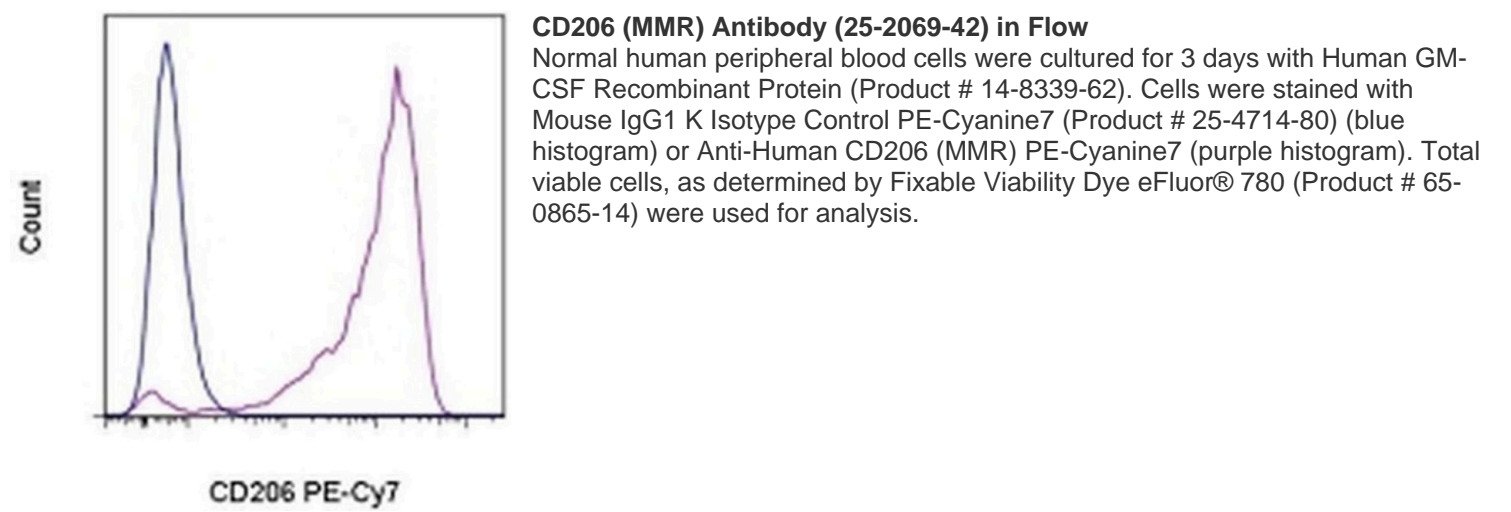 CD206 (MMR) Antibody (25-2069-42) in Flow
Normal human peripheral blood cells were cultured for 3 days with Human GM-
CSF Recombinant Protein (Product # 14-8339-62). Cells were stained with
Mouse IgG1 K Isotype Control PE-Cyanine7 (Product # 25-4714-80) (blue
histogram) or Anti-Human CD206 (MMR) PE-Cyanine7 (purple histogram). Total
viable cells, as determined by Fixable Viability Dye eFluor® 780 (Product # 65-
0865-14) were used for analysis.
Count
CD206 PE-Cy7